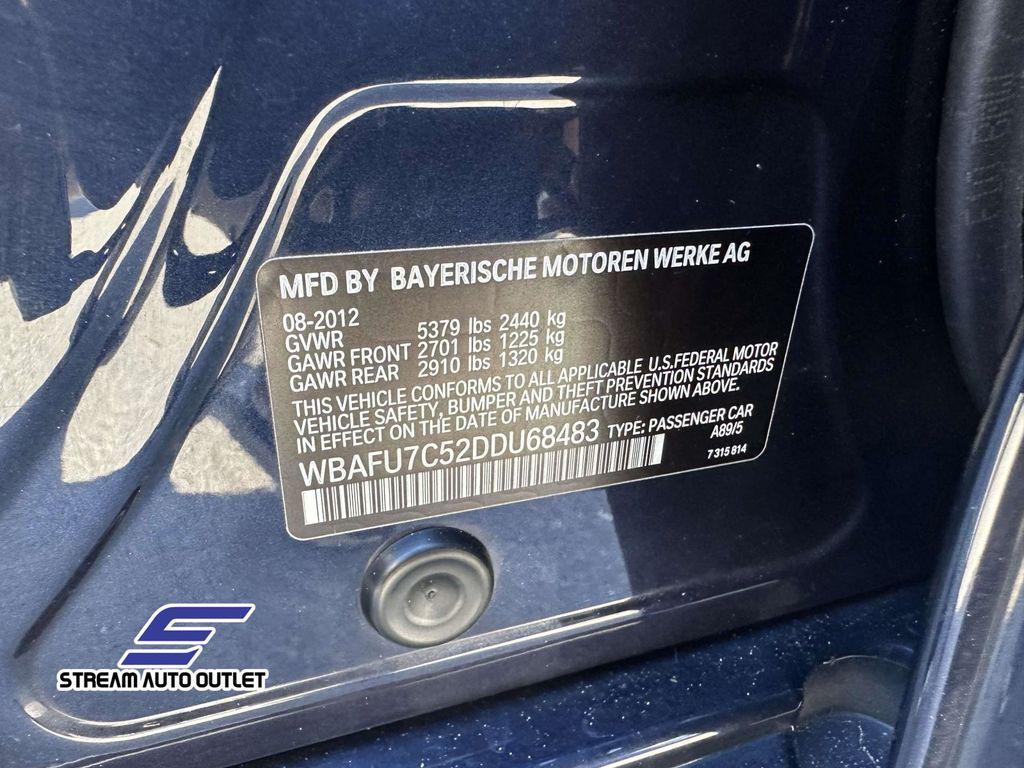 MFD BY BAYERISCHE MOTOREN WERKE AG
08-2012
GVWR 5379 lbs 2440 kg
GAWR FRONT 2701 lbs 1225 kg
GAWR REAR 2910 lbs 1320 kg
THIS VEHICLE CONFORMS TO ALL APPLICABLE U.S.FEDERAL MOTOR
VEHICLE SAFETY, BUMPER AND THEFT PREVENTION STANDARDS
IN EFFECT ON THE DATE OF MANUFACTURE SHOWN ABOVE.
WBAFU7C52DDU68483 TYPE: PASSENGER CAR
A89/5
7 315 814
STREAM AUTO OUTLET